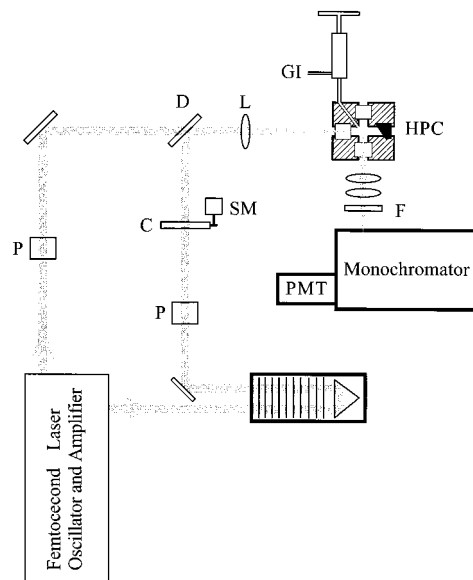 GI
D
L
HPC
SM
C
F
P
Monochromator
PMT
P
Femtocecond Laser
Oscillator and Amplifier